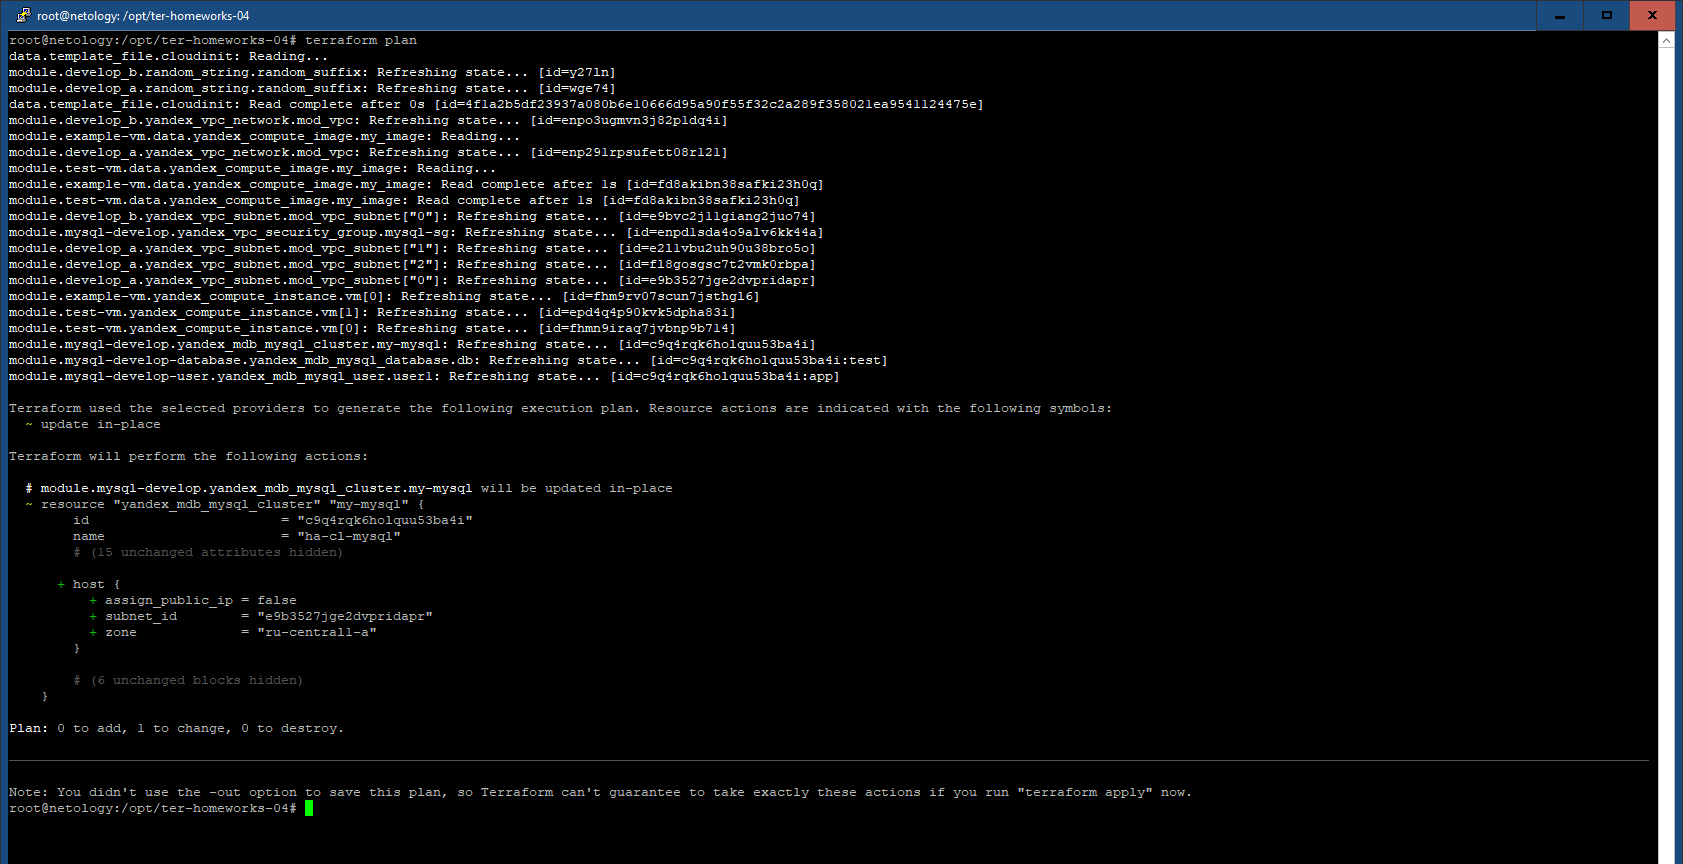 root@netology: /opt/ter-homeworks-04
root@netology:/opt/ter-homeworks-04# terraform plan
data.template_file.cloudinit: Reading...
module.develop_b.random_string.random_suffix: Refreshing state... [id=y27ln]
module.develop_a.random_string.random_suffix: Refreshing state... [id=wge74]
data.template_file.cloudinit: Read complete after 0s [id=4f1a2b5df23937a080b6e10666d95a90f55f32c2a289f358021ea9541124475e]
module.develop_b.yandex_vpc_network.mod_vpc: Refreshing state... [id=enpo3ugmvn3j82pldq4i]
module.example-vm.data.yandex_compute_image.my_image: Reading...
module.develop_a.yandex_vpc_network.mod_vpc: Refreshing state... [id=enp29lrpsufett08rl2l]
module.test-vm.data.yandex_compute_image.my_image: Reading...
module.example-vm.data.yandex_compute_image.my_image: Read complete after 1s [id=fd8akibn38safki23h0q]
module.test-vm.data.yandex_compute_image.my_image: Read complete after 1s [id=fd8akibn38safki23h0q]
module.develop_b.yandex_vpc_subnet.mod_vpc_subnet["0"]: Refreshing state... [id=e9bvc2jl1giang2juo74]
module.mysql-develop.yandex_vpc_security_group.mysql-sg: Refreshing state... [id=enpdlsda4o9alv6kk44a]
module.develop_a.yandex_vpc_subnet.mod_vpc_subnet["1"]: Refreshing state... [id=e2llvbu2uh90u38bro5o]
module.develop_a.yandex_vpc_subnet.mod_vpc_subnet["2"]: Refreshing state... [id=fl8gosgsc7t2vmk0rbpa]
module.develop_a.yandex_vpc_subnet.mod_vpc_subnet["0"]: Refreshing state... [id=e9b3527jge2dvpridapr]
module.example-vm.yandex_compute_instance.vm[0]: Refreshing state... [id=fhm9rv07scun7jsthgl6]
module.test-vm.yandex_compute_instance.vm[1]: Refreshing state... [id=epd4q4p90kvk5dpha83i]
module.test-vm.yandex_compute_instance.vm[0]: Refreshing state... [id=fhmn9iraq7jvbnp9b714]
module.mysql-develop.yandex_mdb_mysql_cluster.my-mysql: Refreshing state... [id=c9q4rqk6holquu53ba4i]
module.mysql-develop-database.yandex_mdb_mysql_database.db: Refreshing state... [id=c9q4rqk6holquu53ba4i:test]
module.mysql-develop-user.yandex_mdb_mysql_user.user1: Refreshing state... [id=c9q4rqk6holquu53ba4i:app]
Terraform used the selected providers to generate the following execution plan. Resource actions are indicated with the following symbols:
~ update in-place
Terraform will perform the following actions:
# module.mysql-develop.yandex_mdb_mysql_cluster.my-mysql will be updated in-place
~ resource "yandex_mdb_mysql_cluster" "my-mysql" {
id = "c9q4rqk6holquu53ba4i"
name = "ha-cl-mysql"
# (15 unchanged attributes hidden)
+ host {
+ assign_public_ip = false
+ subnet_id = "e9b3527jge2dvpridapr"
+ zone = "ru-central1-a"
}
# (6 unchanged blocks hidden)
}
Plan: 0 to add, 1 to change, 0 to destroy.
Note: You didn't use the -out option to save this plan, so Terraform can't guarantee to take exactly these actions if you run "terraform apply" now.
root@netology:/opt/ter-homeworks-04#